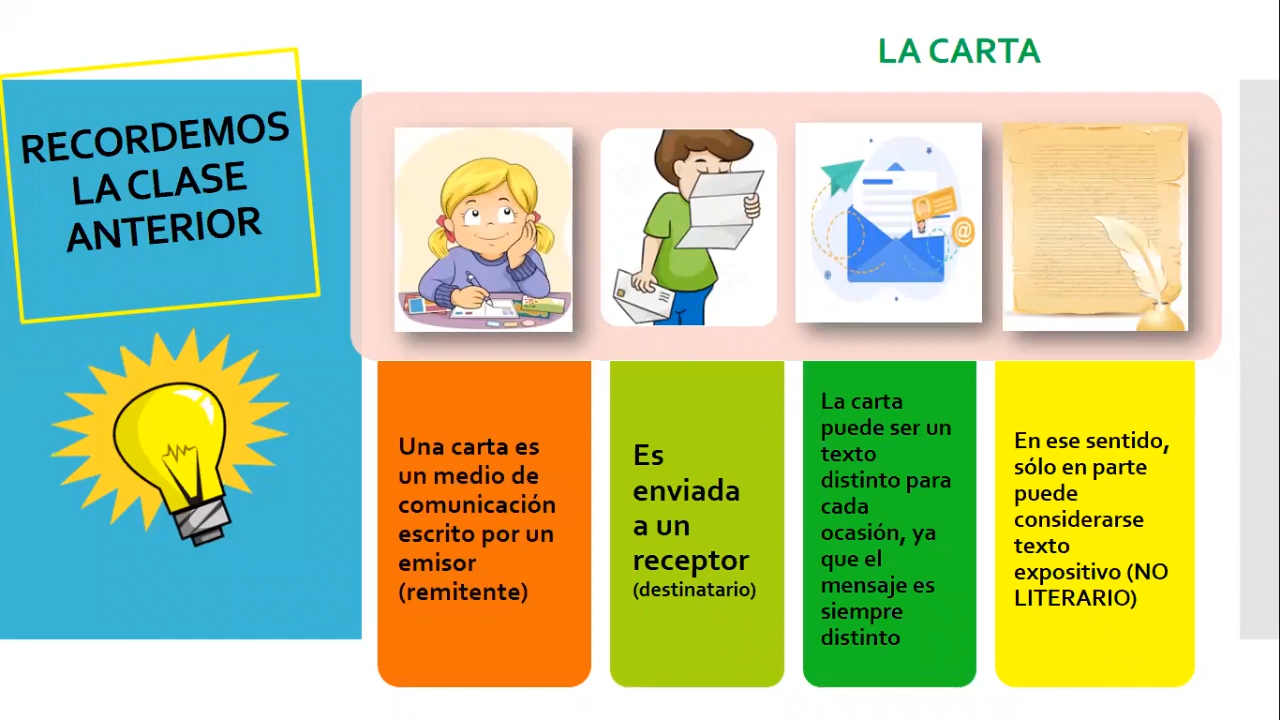 LA CARTA
RECORDEMOS
LA CLASE
ANTERIOR
Una carta es
un medio de
comunicación
escrito por un
emisor
(remitente)
Es
enviada
a un
receptor
(destinatario)
La carta
puede ser un
texto
distinto para
cada
ocasión, ya
que el
mensaje es
siempre
distinto
En ese sentido,
sólo en parte
puede
considerarse
texto
expositivo (NO
LITERARIO)
@